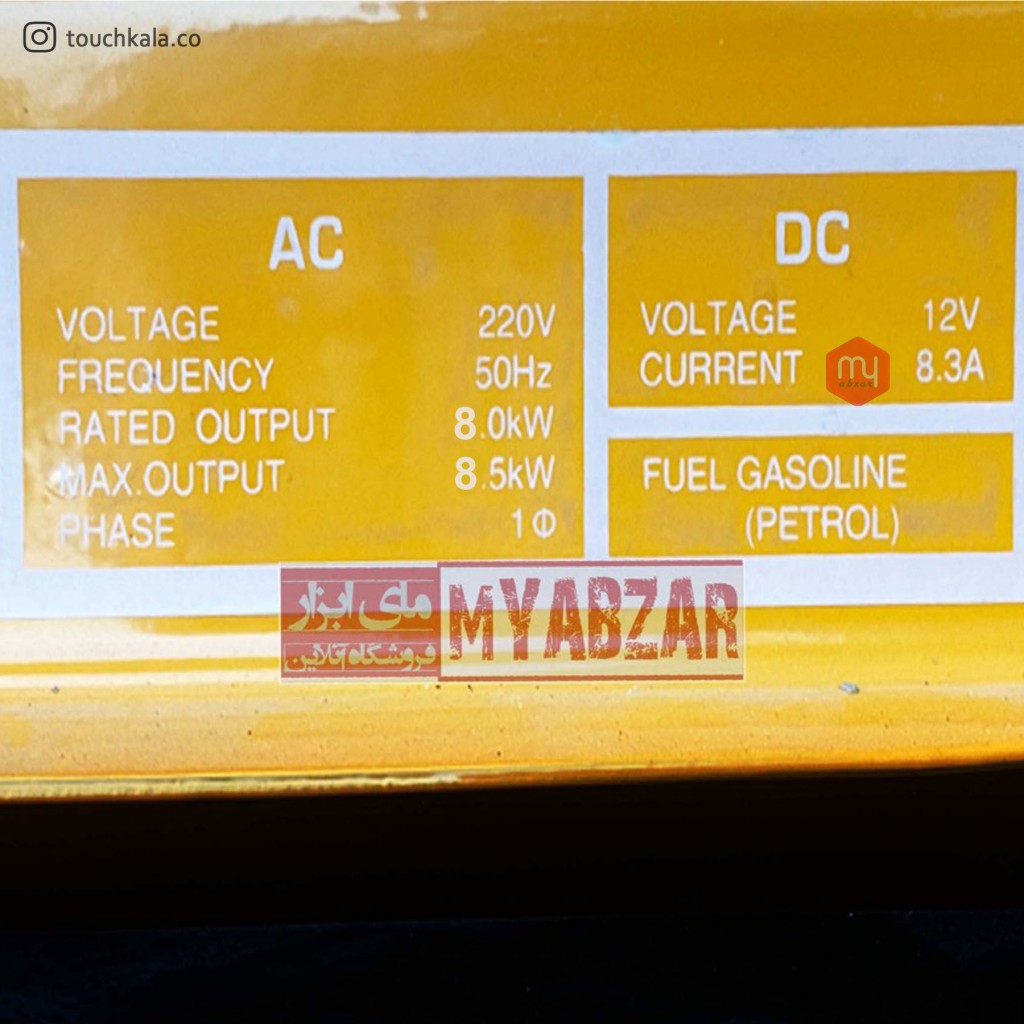 touchkala.co
AC
VOLTAGE 220V
FREQUENCY 50Hz
RATED OUTPUT 8.0kW
MAX.OUTPUT 8.5kW
PHASE 1Φ
DC
VOLTAGE 12V
CURRENT 8.3A
my
abzar
FUEL GASOLINE
(PETROL)
مای ابزار
فروشگاه آنلاین
MYABZAR